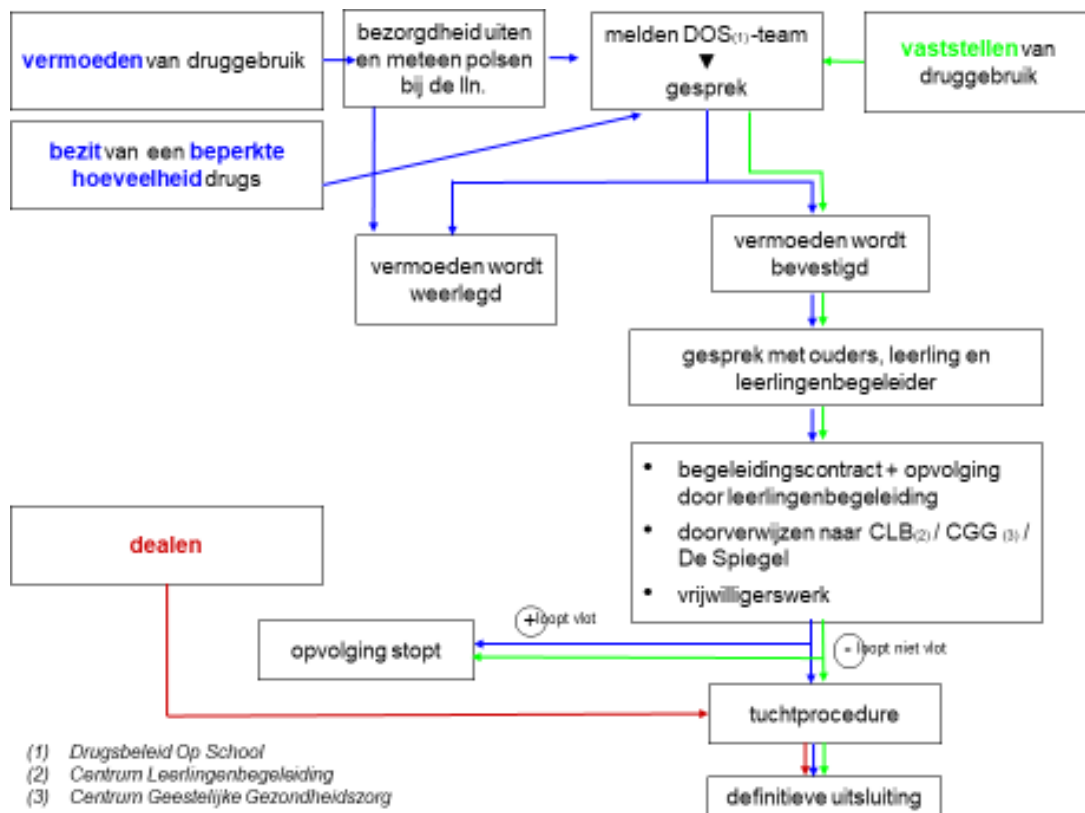 vermoeden van druggebruik
bezorgdheid uiten
en meteen polsen
bij de lln.
melden DOS(1)-team
▼
gesprek
vaststellen van
druggebruik
bezit van een beperkte
hoeveelheid drugs
vermoeden wordt
weerlegd
vermoeden wordt
bevestigd
gesprek met ouders, leerling en
leerlingenbegeleider
• begeleidingscontract + opvolging
door leerlingenbegeleiding
• doorverwijzen naar CLB(2) / CGG (3) /
De Spiegel
• vrijwilligerswerk
dealen
+ loopt vlot
- loopt niet vlot
opvolging stopt
tuchtprocedure
definitieve uitsluiting
(1) Drugsbeleid Op School
(2) Centrum Leerlingenbegeleiding
(3) Centrum Geestelijke Gezondheidszorg